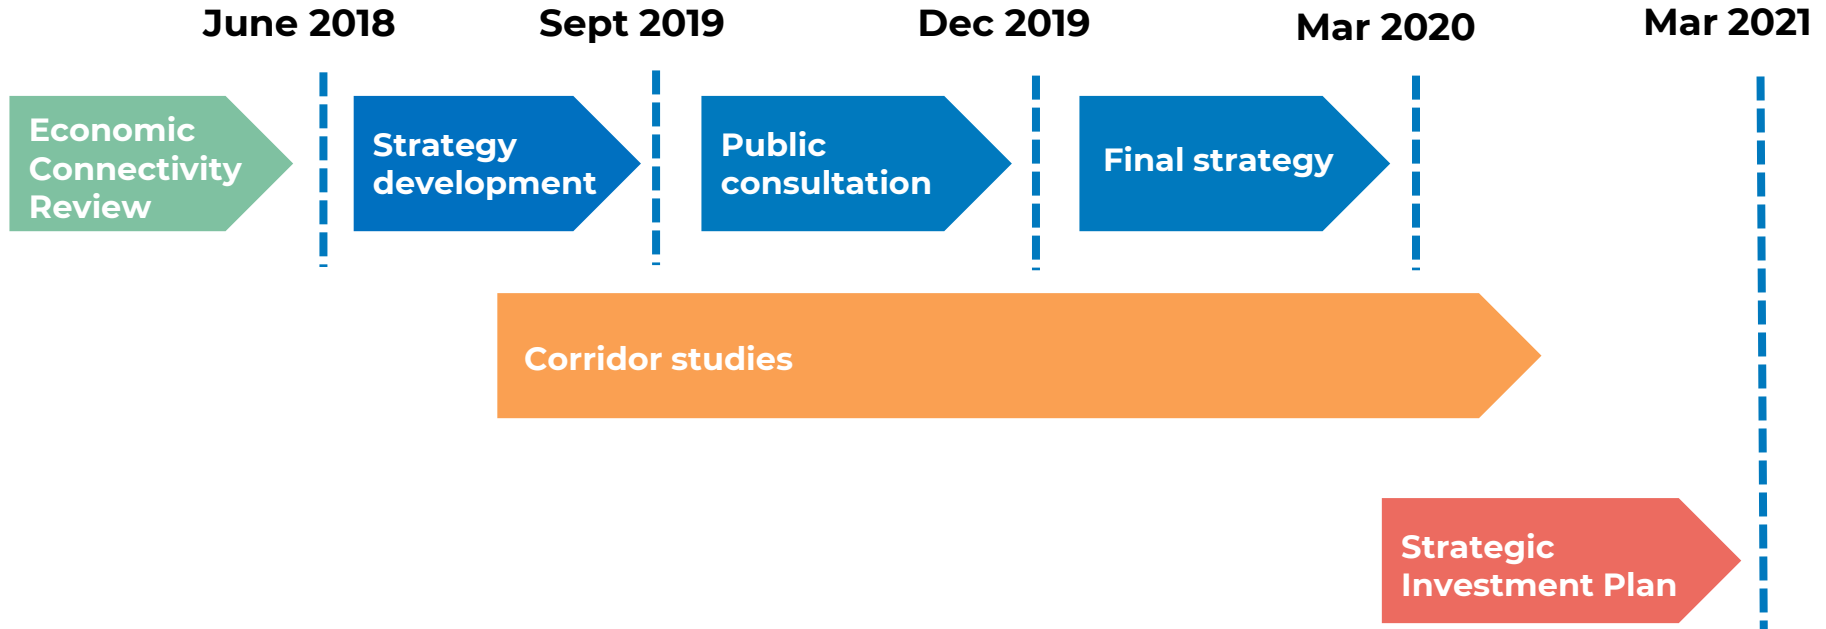 June 2018
Sept 2019
Dec 2019
Mar 2020
Mar 2021
Economic
Connectivity
Review
Strategy
development
Public
consultation
Final strategy
Corridor studies
Strategic
Investment Plan